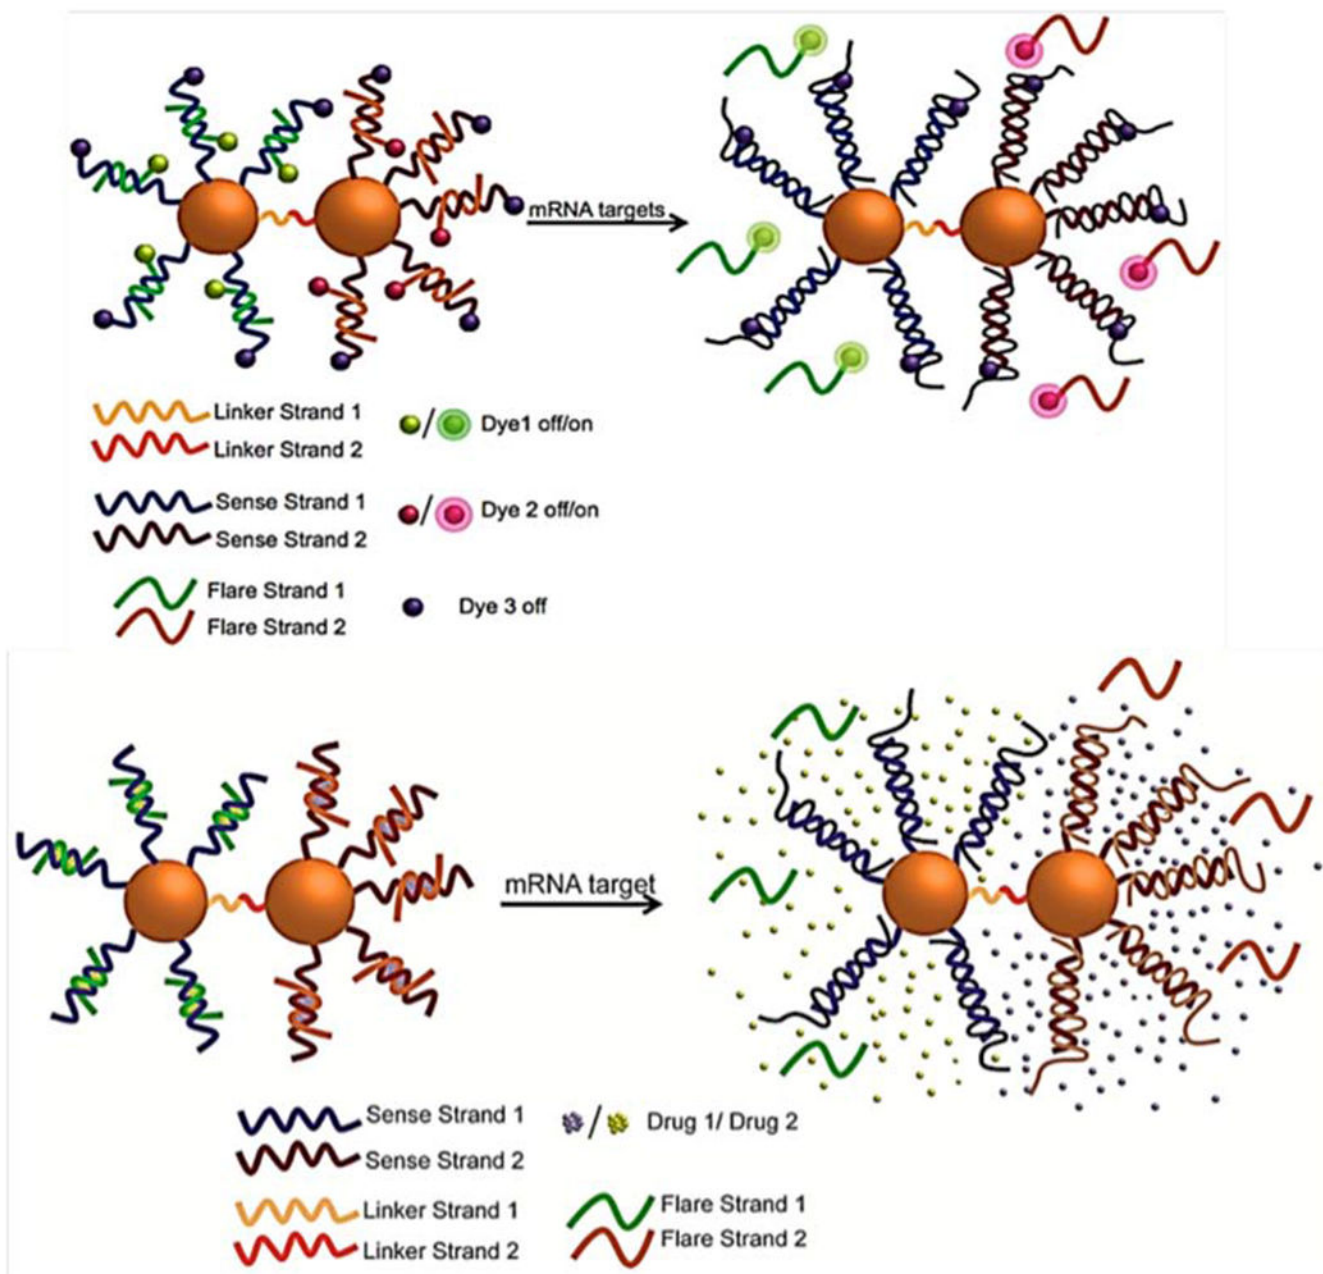 mRNA targets
Linker Strand 1
Linker Strand 2
Dye1 off/on
Sense Strand 1
Sense Strand 2
Dye 2 off/on
Flare Strand 1
Flare Strand 2
Dye 3 off
mRNA target
Sense Strand 1
Sense Strand 2
Drug 1/ Drug 2
Linker Strand 1
Linker Strand 2
Flare Strand 1
Flare Strand 2